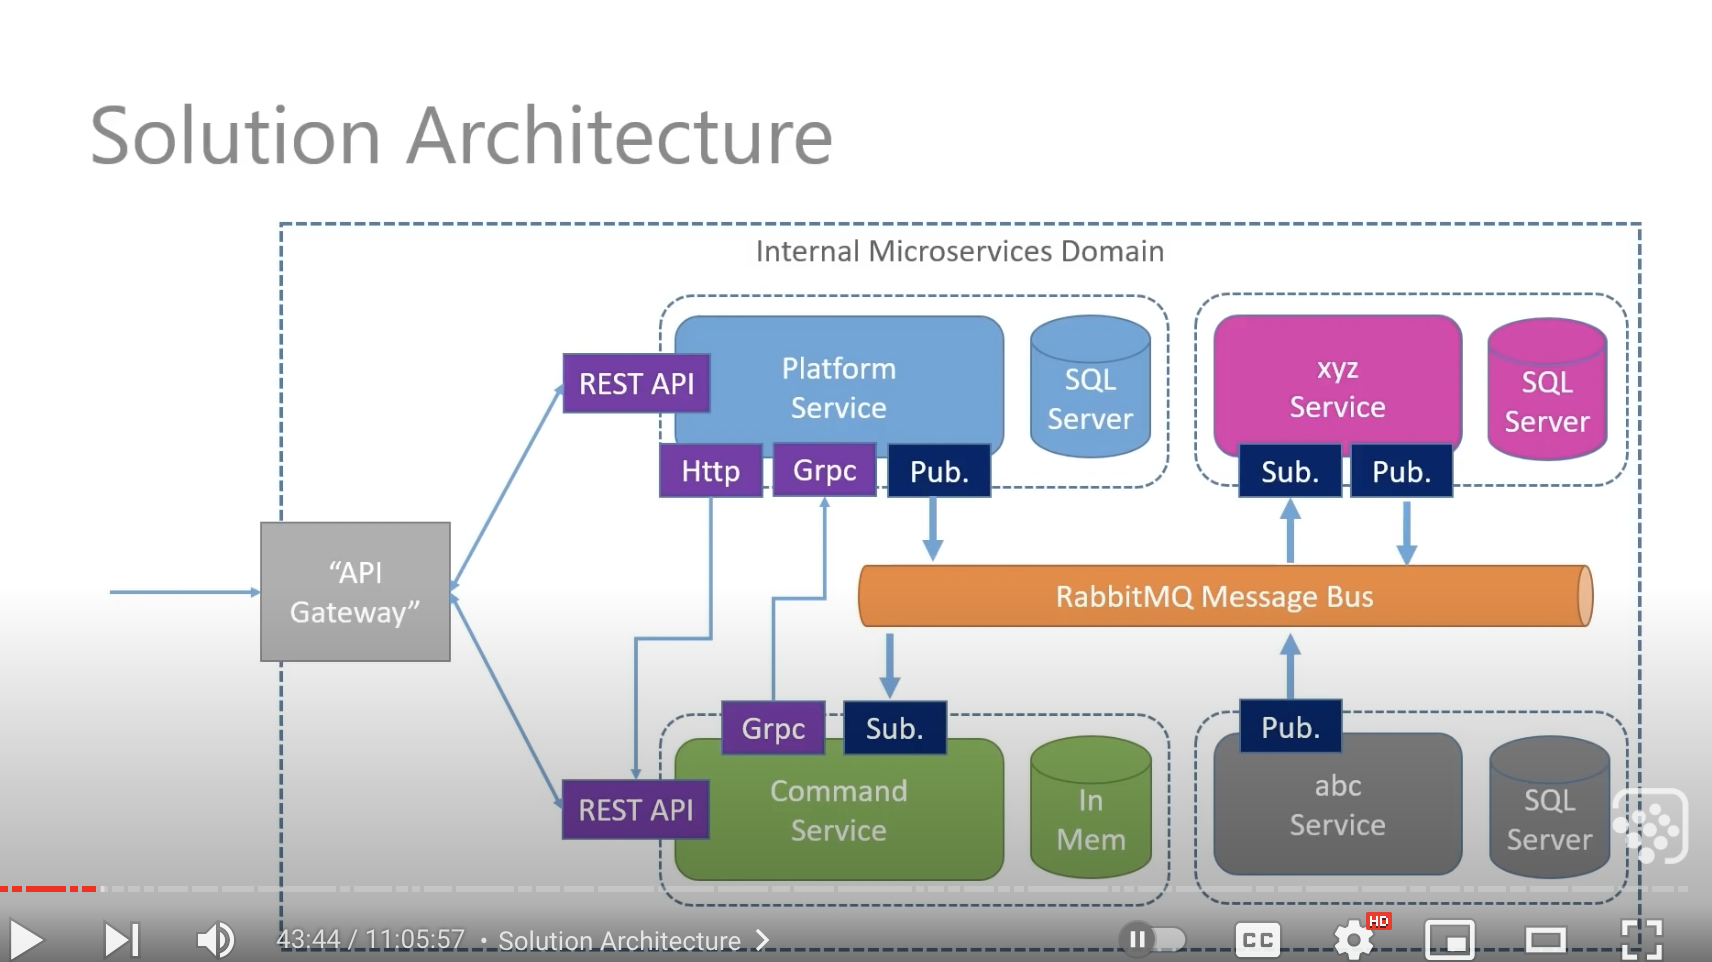 Solution Architecture
Internal Microservices Domain
REST API
Platform
Service
SQL
Server
xyz
Service
SQL
Server
Http
Grpc
Pub.
Sub.
Pub.
“API
Gateway”
RabbitMQ Message Bus
Grpc
Sub.
Pub.
REST API
Command
Service
In
Mem
abc
Service
SQL
Server
43:44 / 11:05:57 • Solution Architecture
CC
HD